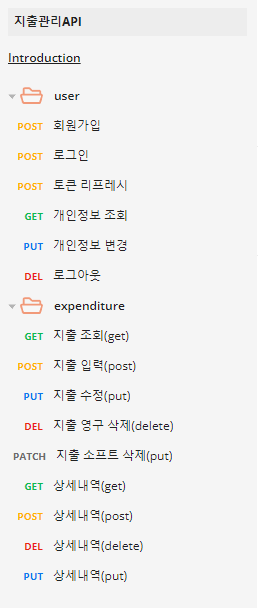 지출관리API
Introduction
user
POST 회원가입
POST 로그인
POST 토큰 리프레시
GET 개인정보 조회
PUT 개인정보 변경
DEL 로그아웃
expenditure
GET 지출 조회(get)
POST 지출 입력(post)
PUT 지출 수정(put)
DEL 지출 영구 삭제(delete)
PATCH 지출 소프트 삭제(put)
GET 상세내역(get)
POST 상세내역(post)
DEL 상세내역(delete)
PUT 상세내역(put)